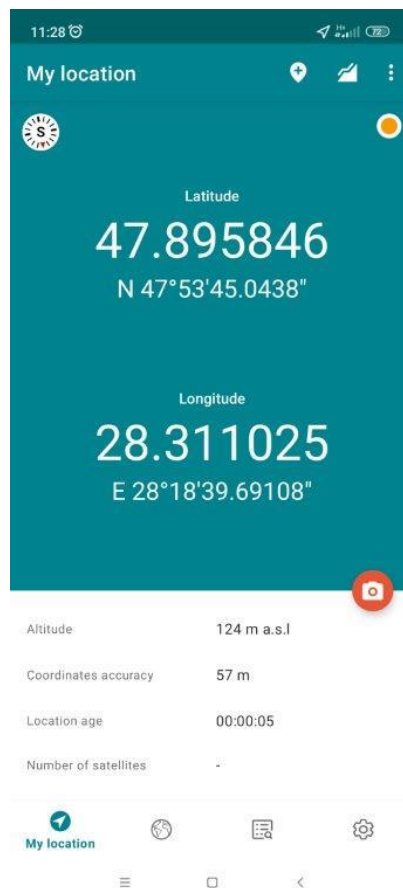 11:28 72
My location
S
Latitude
47.895846
N 47°53'45.0438"
Longitude
28.311025
E 28°18'39.69108"
Altitude 124 m a.s.l
Coordinates accuracy 57 m
Location age 00:00:05
Number of satellites -
My location